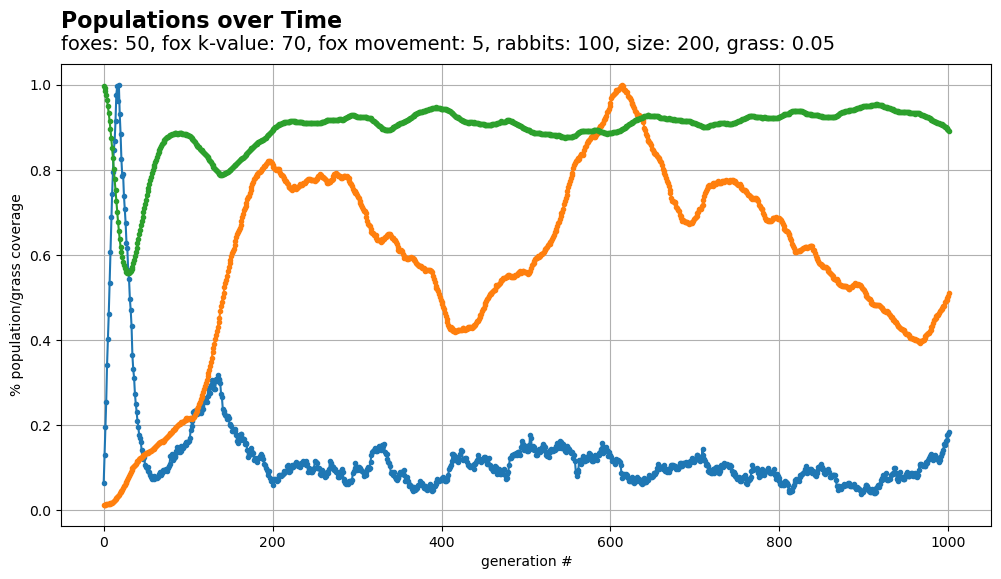 Populations over Time
foxes: 50, fox k-value: 70, fox movement: 5, rabbits: 100, size: 200, grass: 0.05
1.0
0.8
0.6
0.4
0.2
0.0
% population/grass coverage
0 200 400 600 800 1000
generation #